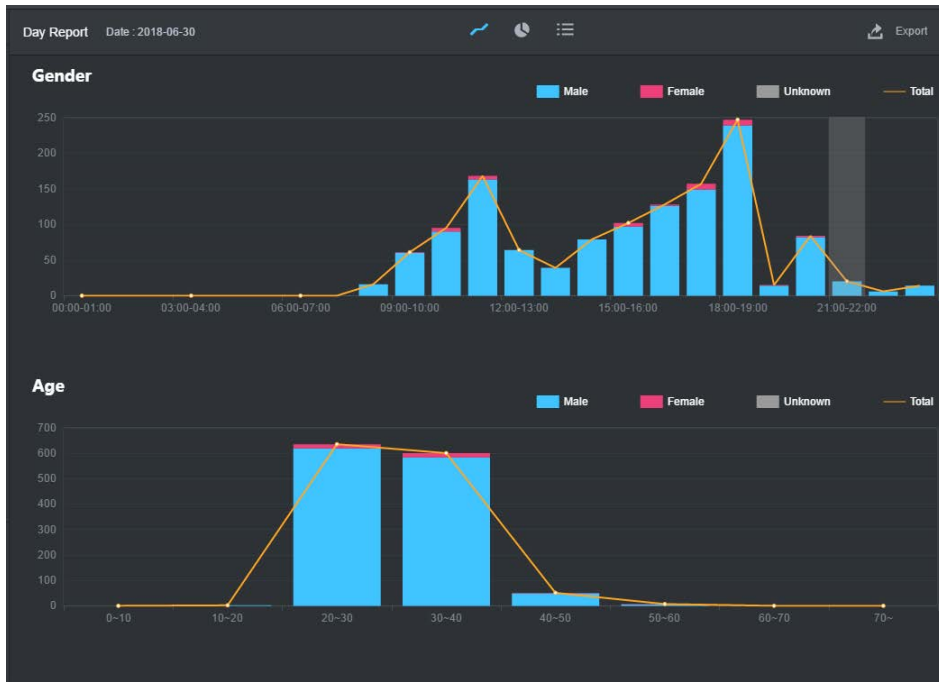 Day Report Date : 2018-06-30 Export
Gender
Male Female Unknown Total
250
200
150
100
50
0
00:00-01:00 03:00-04:00 06:00-07:00 09:00-10:00 12:00-13:00 15:00-16:00 18:00-19:00 21:00-22:00
Age
Male Female Unknown Total
700
600
500
400
300
200
100
0
0~10 10~20 20~30 30~40 40~50 50~60 60~70 70~